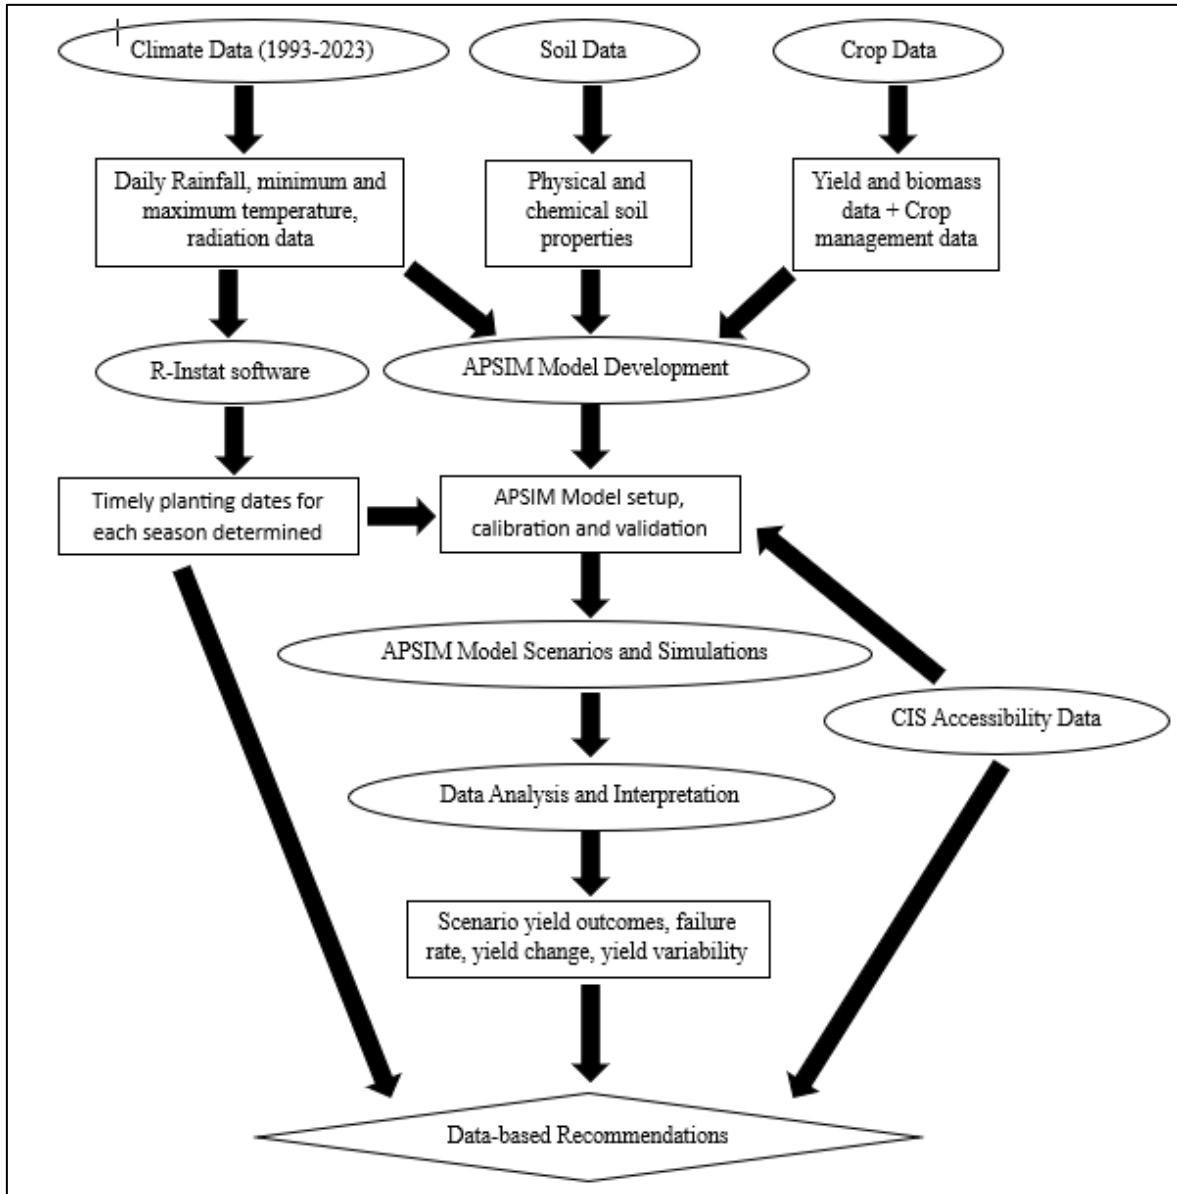 Climate Data (1993-2023)
Soil Data
Crop Data
Daily Rainfall, minimum and
maximum temperature,
radiation data
Physical and
chemical soil
properties
Yield and biomass
data + Crop
management data
R-Instat software
APSIM Model Development
Timely planting dates for
each season determined
APSIM Model setup,
calibration and validation
APSIM Model Scenarios and Simulations
CIS Accessibility Data
Data Analysis and Interpretation
Scenario yield outcomes, failure
rate, yield change, yield variability
Data-based Recommendations